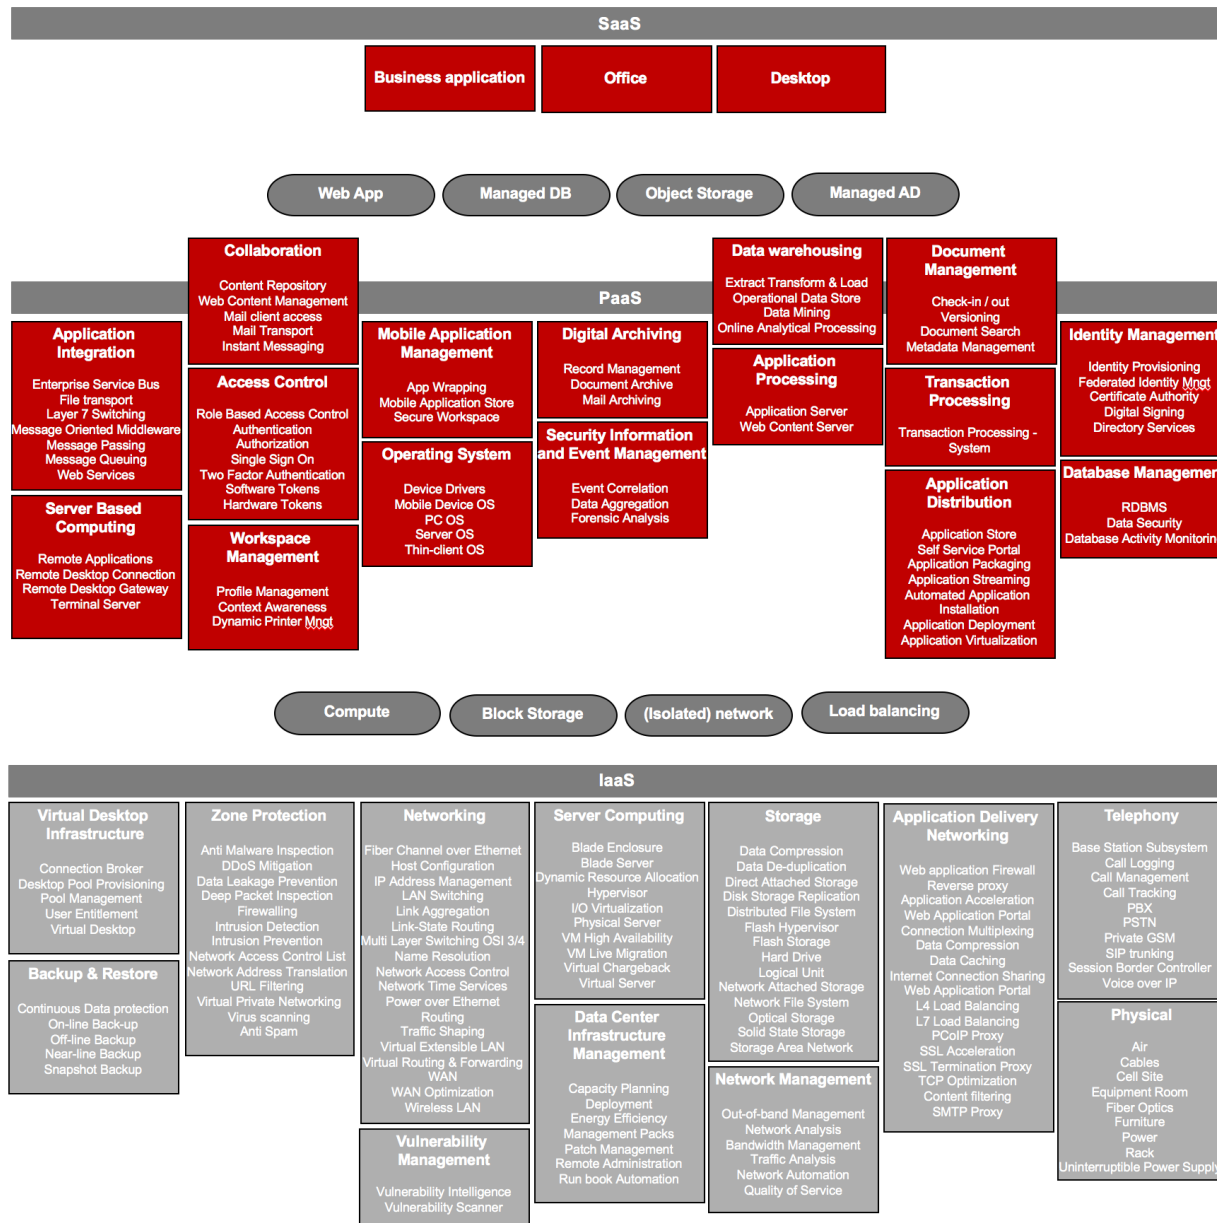 SaaS
Business application
Office
Desktop
Web App
Managed DB
Object Storage
Managed AD
PaaS
Application
Integration
Enterprise Service Bus
File transport
Layer 7 Switching
Message Oriented Middleware
Message Passing
Message Queuing
Web Services
Server Based
Computing
Remote Applications
Remote Desktop Connection
Remote Desktop Gateway
Terminal Server
Collaboration
Content Repository
Web Content Management
Mail client access
Mail Transport
Instant Messaging
Access Control
Role Based Access Control
Authentication
Authorization
Single Sign On
Two Factor Authentication
Software Tokens
Hardware Tokens
Workspace
Management
Profile Management
Context Awareness
Dynamic Printer Mngt
Mobile Application
Management
App Wrapping
Mobile Application Store
Secure Workspace
Operating System
Device Drivers
Mobile Device OS
PC OS
Server OS
Thin-client OS
Digital Archiving
Record Management
Document Archive
Mail Archiving
Security Information
and Event Management
Event Correlation
Data Aggregation
Forensic Analysis
Data warehousing
Extract Transform & Load
Operational Data Store
Data Mining
Online Analytical Processing
Application
Processing
Application Server
Web Content Server
Document
Management
Check-in / out
Versioning
Document Search
Metadata Management
Transaction
Processing
Transaction Processing -
System
Application
Distribution
Application Store
Self Service Portal
Application Packaging
Application Streaming
Automated Application
Installation
Application Deployment
Application Virtualization
Identity Management
Identity Provisioning
Federated Identity Mngt
Certificate Authority
Digital Signing
Directory Services
Database Management
RDBMS
Data Security
Database Activity Monitoring
Compute
Block Storage
(Isolated) network
Load balancing
IaaS
Virtual Desktop
Infrastructure
Connection Broker
Desktop Pool Provisioning
Pool Management
User Entitlement
Virtual Desktop
Backup & Restore
Continuous Data protection
On-line Back-up
Off-line Backup
Near-line Backup
Snapshot Backup
Zone Protection
Anti Malware Inspection
DDoS Mitigation
Data Leakage Prevention
Deep Packet Inspection
Firewalling
Intrusion Detection
Intrusion Prevention
Network Access Control List
Network Address Translation
URL Filtering
Virtual Private Networking
Virus scanning
Anti Spam
Networking
Fiber Channel over Ethernet
Host Configuration
IP Address Management
LAN Switching
Link Aggregation
Link-State Routing
Multi Layer Switching OSI 3/4
Name Resolution
Network Access Control
Network Time Services
Power over Ethernet
Routing
Traffic Shaping
Virtual Extensible LAN
Virtual Routing & Forwarding
WAN
WAN Optimization
Wireless LAN
Vulnerability
Management
Vulnerability Intelligence
Vulnerability Scanner
Server Computing
Blade Enclosure
Blade Server
Dynamic Resource Allocation
Hypervisor
I/O Virtualization
Physical Server
VM High Availability
VM Live Migration
Virtual Chargeback
Virtual Server
Data Center
Infrastructure
Management
Capacity Planning
Deployment
Energy Efficiency
Management Packs
Patch Management
Remote Administration
Run book Automation
Storage
Data Compression
Data De-duplication
Direct Attached Storage
Disk Storage Replication
Distributed File System
Flash Hypervisor
Flash Storage
Hard Drive
Logical Unit
Network Attached Storage
Network File System
Optical Storage
Solid State Storage
Storage Area Network
Network Management
Out-of-band Management
Network Analysis
Bandwidth Management
Traffic Analysis
Network Automation
Quality of Service
Application Delivery
Networking
Web application Firewall
Reverse proxy
Application Acceleration
Web Application Portal
Connection Multiplexing
Data Compression
Data Caching
Internet Connection Sharing
Web Application Portal
L4 Load Balancing
L7 Load Balancing
PCoIP Proxy
SSL Acceleration
SSL Termination Proxy
TCP Optimization
Content filtering
SMTP Proxy
Telephony
Base Station Subsystem
Call Logging
Call Management
Call Tracking
PBX
PSTN
Private GSM
SIP trunking
Session Border Controller
Voice over IP
Physical
Air
Cables
Cell Site
Equipment Room
Fiber Optics
Furniture
Power
Rack
Uninterruptible Power Supply